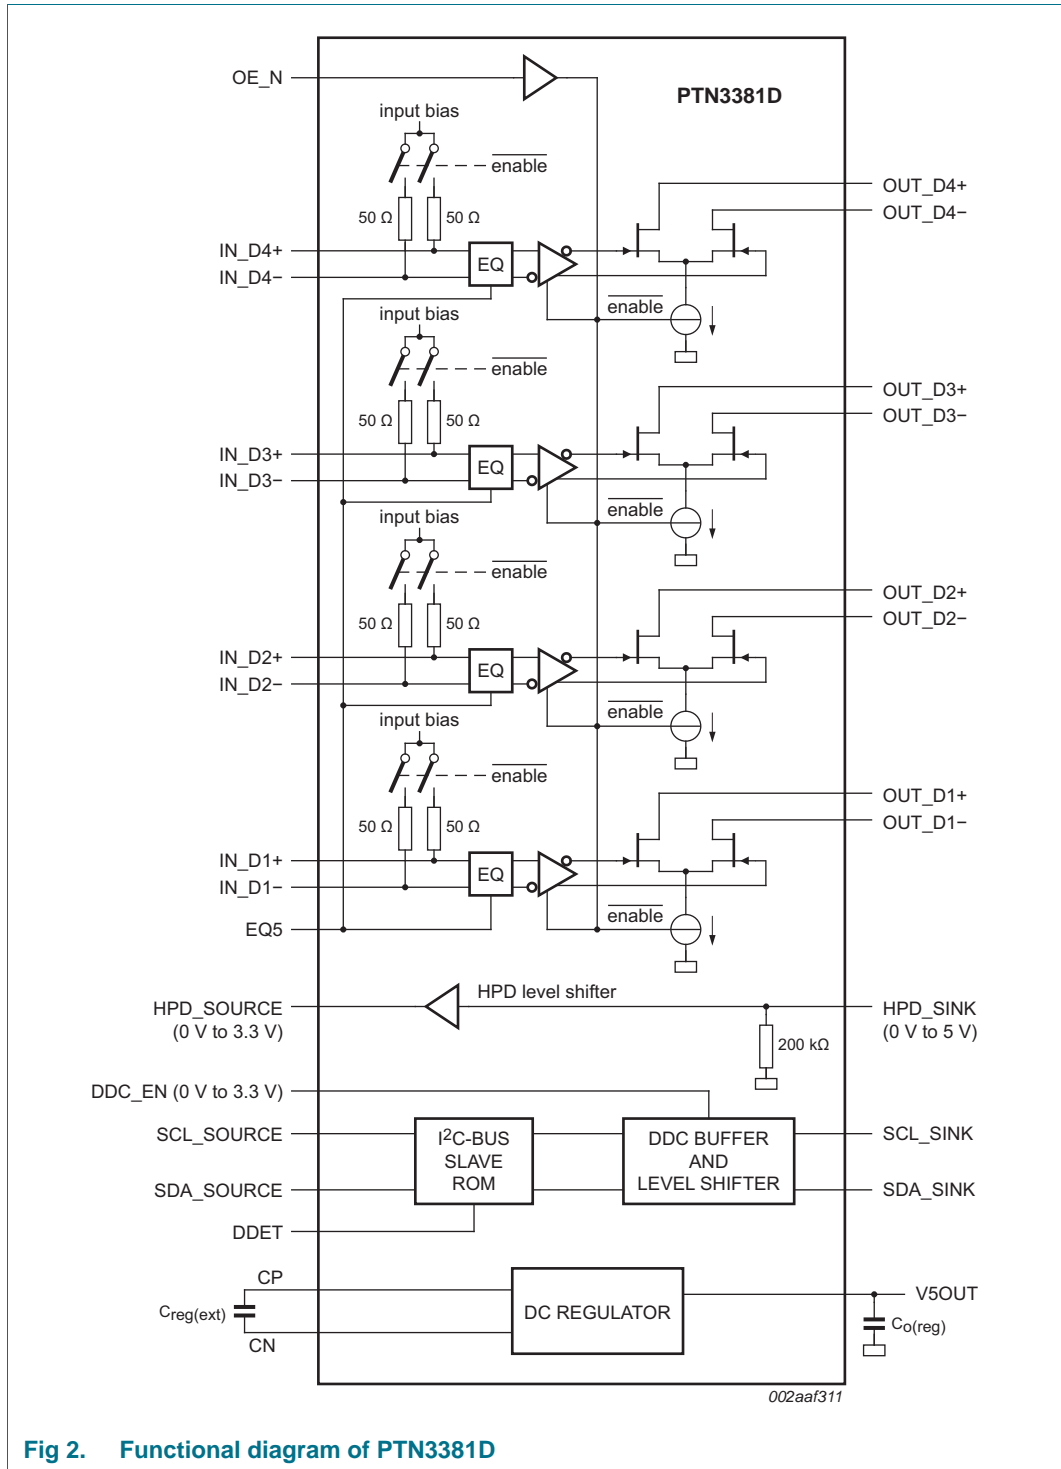 OE_N
PTN3381D
input bias
enable
50 Ω
50 Ω
OUT_D4+
OUT_D4−
IN_D4+
IN_D4−
EQ
enable
input bias
enable
50 Ω
50 Ω
OUT_D3+
OUT_D3−
IN_D3+
IN_D3−
EQ
enable
input bias
enable
50 Ω
50 Ω
OUT_D2+
OUT_D2−
IN_D2+
IN_D2−
EQ
enable
input bias
enable
50 Ω
50 Ω
OUT_D1+
OUT_D1−
IN_D1+
IN_D1−
EQ
enable
EQ5
HPD_SOURCE
(0 V to 3.3 V)
HPD level shifter
HPD_SINK
(0 V to 5 V)
200 kΩ
DDC_EN (0 V to 3.3 V)
SCL_SOURCE
SDA_SOURCE
I²C-BUS
SLAVE
ROM
DDC BUFFER
AND
LEVEL SHIFTER
SCL_SINK
SDA_SINK
DDET
CP
Creg(ext)
CN
DC REGULATOR
V5OUT
Co(reg)
002aaf311
Fig 2. Functional diagram of PTN3381D